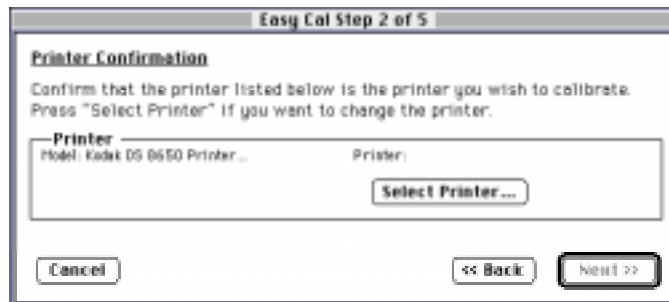 Easy Cal Step 2 of 5
Printer Confirmation
Confirm that the printer listed below is the printer you wish to calibrate.
Press "Select Printer" if you want to change the printer.
Printer
Model: Kodak DS 8650 Printer... Printer:
Select Printer...
Cancel << Back Next >>